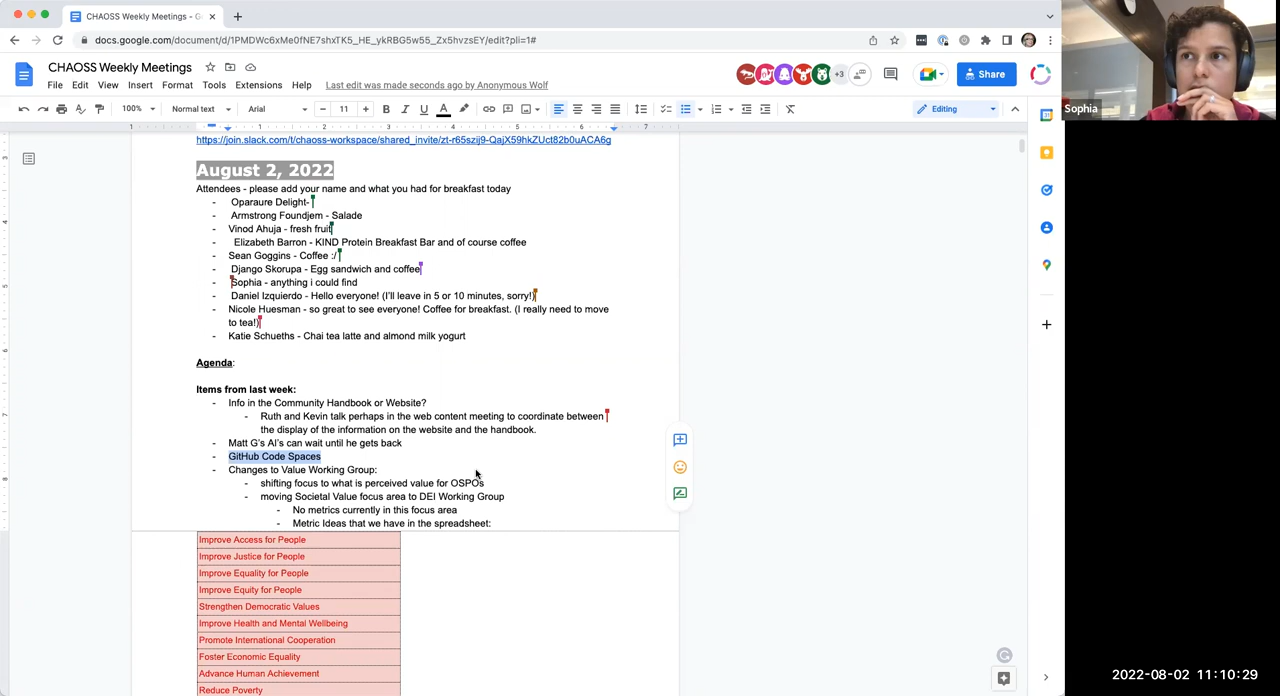 CHAOSS Weekly Meetings - G
docs.google.com/document/d/1PMDWc6xMe0fNE7shxTK5_HE_ykRBG5w55_Zx5hvzsEY/edit?pli=1#
CHAOSS Weekly Meetings
File Edit View Insert Format Tools Extensions Help Last edit was made seconds ago by Anonymous Wolf
+3
Share
100% Normal text Arial 11 Editing
1 1 2 3 4 5 6 7
https://join.slack.com/t/chaoss-workspace/shared_invite/zt-r65szij9-QajX59hkZUct82b0uACA6g
August 2, 2022
Attendees - please add your name and what you had for breakfast today
- Oparaure Delight-
- Armstrong Foundjem - Salade
- Vinod Ahuja - fresh fruit
- Elizabeth Barron - KIND Protein Breakfast Bar and of course coffee
- Sean Goggins - Coffee :/
- Django Skorupa - Egg sandwich and coffee
- Sophia - anything i could find
- Daniel Izquierdo - Hello everyone! (I'll leave in 5 or 10 minutes, sorry!)
- Nicole Huesman - so great to see everyone! Coffee for breakfast. (I really need to move
to tea!)
- Katie Schueths - Chai tea latte and almond milk yogurt
Agenda:
Items from last week:
- Info in the Community Handbook or Website?
- Ruth and Kevin talk perhaps in the web content meeting to coordinate between
the display of the information on the website and the handbook.
- Matt G's AI's can wait until he gets back
- GitHub Code Spaces
- Changes to Value Working Group:
- shifting focus to what is perceived value for OSPOs
- moving Societal Value focus area to DEI Working Group
- No metrics currently in this focus area
- Metric Ideas that we have in the spreadsheet:
Improve Access for People
Improve Justice for People
Improve Equality for People
Improve Equity for People
Strengthen Democratic Values
Improve Health and Mental Wellbeing
Promote International Cooperation
Foster Economic Equality
Advance Human Achievement
Reduce Poverty
Sophia
2022-08-02 11:10:29